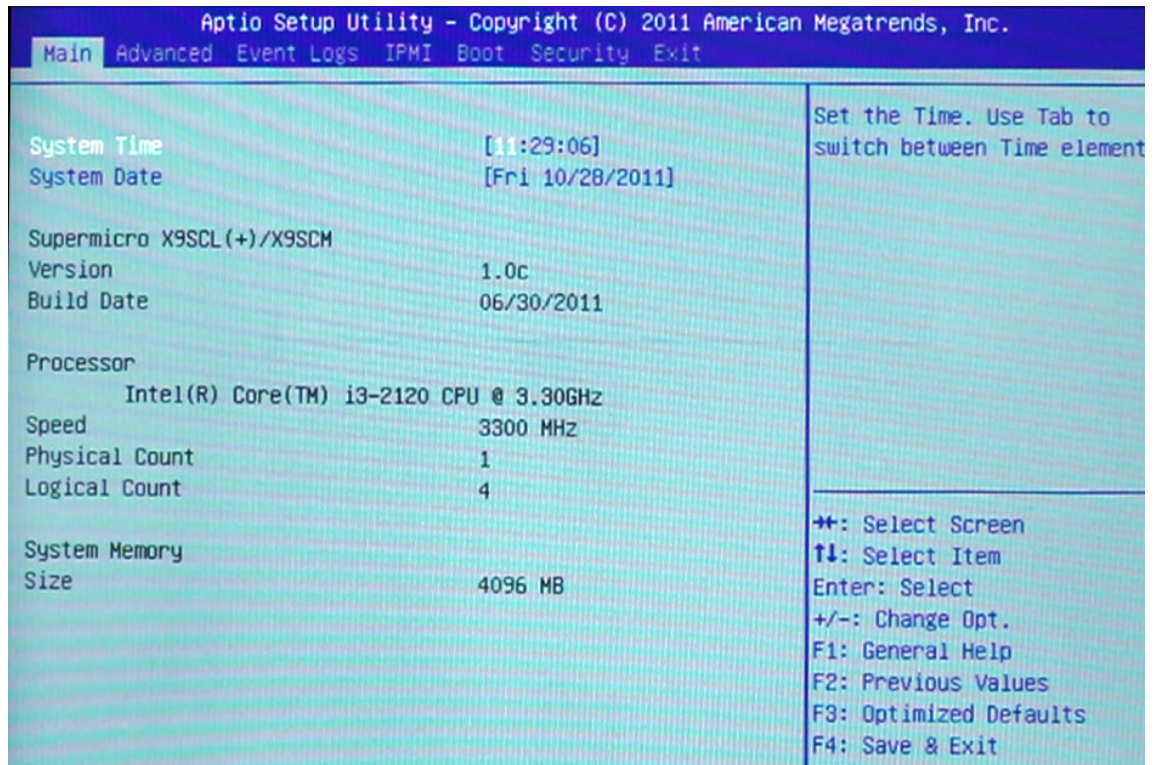 Aptio Setup Utility – Copyright (C) 2011 American Megatrends, Inc.
Main Advanced Event Logs IPMI Boot Security Exit
System Time [11:29:06]
System Date [Fri 10/28/2011]
Supermicro X9SCL(+)/X9SCM
Version 1.0c
Build Date 06/30/2011
Processor
Intel(R) Core(TM) i3-2120 CPU @ 3.30GHz
Speed 3300 MHz
Physical Count 1
Logical Count 4
System Memory
Size 4096 MB
Set the Time. Use Tab to
switch between Time element
→←: Select Screen
↑↓: Select Item
Enter: Select
+/-: Change Opt.
F1: General Help
F2: Previous Values
F3: Optimized Defaults
F4: Save & Exit